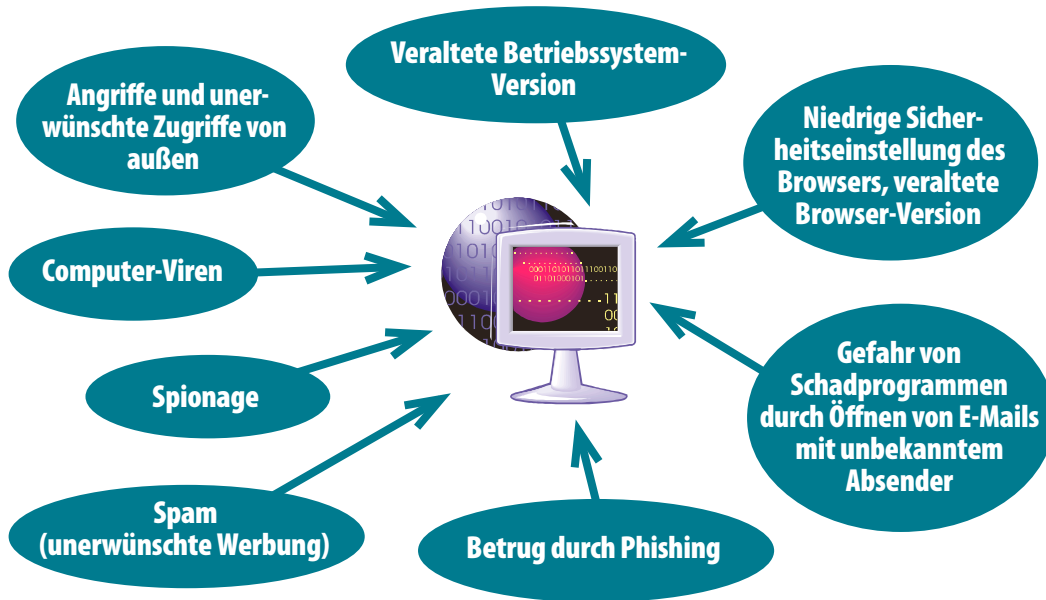 Veraltete Betriebssystem-
Version
Angriffe und uner-
wünschte Zugriffe von
außen
Niedrige Sicher-
heitseinstellung des
Browsers, veraltete
Browser-Version
Computer-Viren
Gefahr von
Schadprogrammen
durch Öffnen von E-Mails
mit unbekanntem
Absender
Spionage
Spam
(unerwünschte Werbung)
Betrug durch Phishing